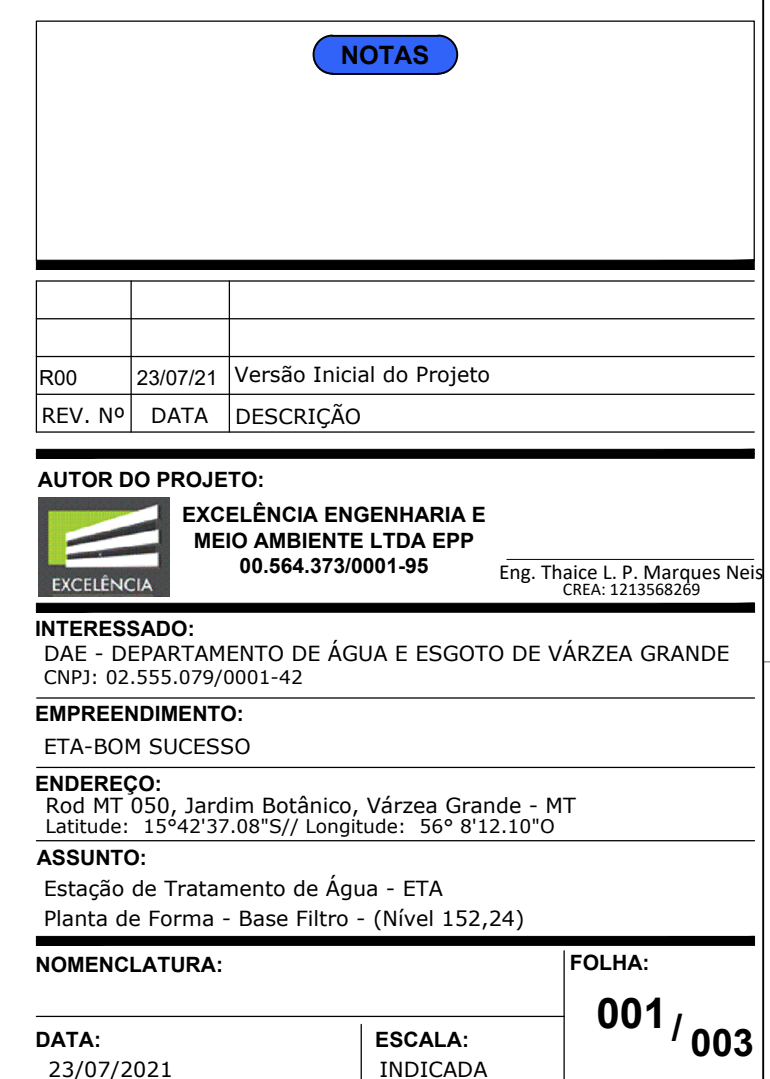 NOTAS
R00 23/07/21 Versão Inicial do Projeto
REV. Nº DATA DESCRIÇÃO
AUTOR DO PROJETO:
EXCELÊNCIA
EXCELÊNCIA ENGENHARIA E
MEIO AMBIENTE LTDA EPP
00.564.373/0001-95
Eng. Thaice L. P. Marques Neis
CREA: 1213568269
INTERESSADO:
DAE - DEPARTAMENTO DE ÁGUA E ESGOTO DE VÁRZEA GRANDE
CNPJ: 02.555.079/0001-42
EMPREENDIMENTO:
ETA-BOM SUCESSO
ENDEREÇO:
Rod MT 050, Jardim Botânico, Várzea Grande - MT
Latitude: 15°42'37.08"S// Longitude: 56° 8'12.10"O
ASSUNTO:
Estação de Tratamento de Água - ETA
Planta de Forma - Base Filtro - (Nível 152,24)
NOMENCLATURA:
FOLHA:
001 / 003
DATA:
23/07/2021
ESCALA:
INDICADA